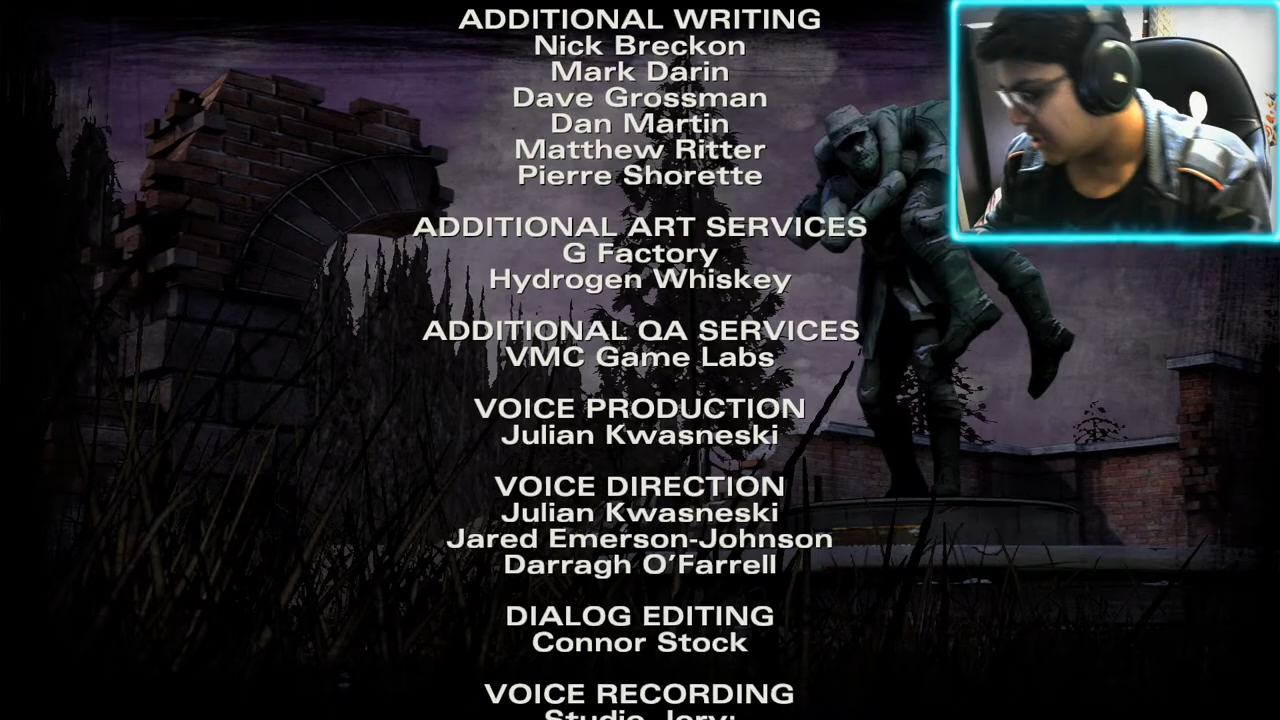 ADDITIONAL WRITING
Nick Breckon
Mark Darin
Dave Grossman
Dan Martin
Matthew Ritter
Pierre Shorette
ADDITIONAL ART SERVICES
G Factory
Hydrogen Whiskey
ADDITIONAL QA SERVICES
VMC Game Labs
VOICE PRODUCTION
Julian Kwasneski
VOICE DIRECTION
Julian Kwasneski
Jared Emerson-Johnson
Darragh O'Farrell
DIALOG EDITING
Connor Stock
VOICE RECORDING
Studio Jory: